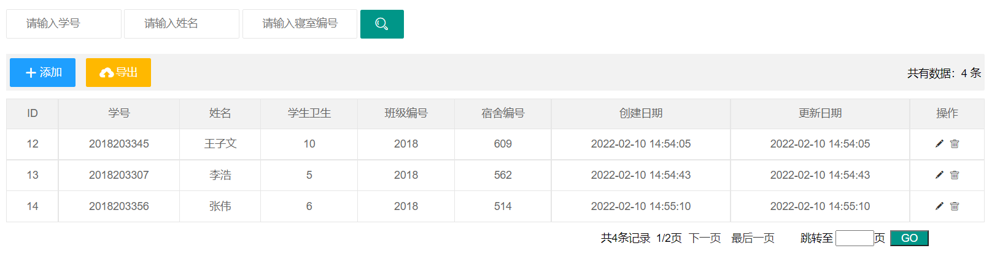 请输入学号 请输入姓名 请输入寝室编号
添加 导出 共有数据：4 条
ID 学号 姓名 学生卫生 班级编号 宿舍编号 创建日期 更新日期 操作
12 2018203345 王子文 10 2018 609 2022-02-10 14:54:05 2022-02-10 14:54:05
13 2018203307 李浩 5 2018 562 2022-02-10 14:54:43 2022-02-10 14:54:43
14 2018203356 张伟 6 2018 514 2022-02-10 14:55:10 2022-02-10 14:55:10
共4条记录 1/2页 下一页 最后一页 跳转至 页 GO